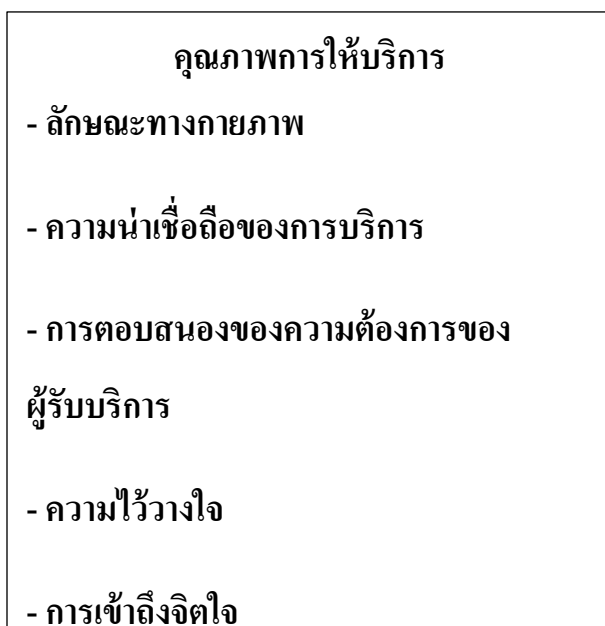 คุณภาพการให้บริการ
- ลักษณะทางกายภาพ
- ความน่าเชื่อถือของการบริการ
- การตอบสนองของความต้องการของ
ผู้รับบริการ
- ความไว้วางใจ
- การเข้าถึงจิตใจ